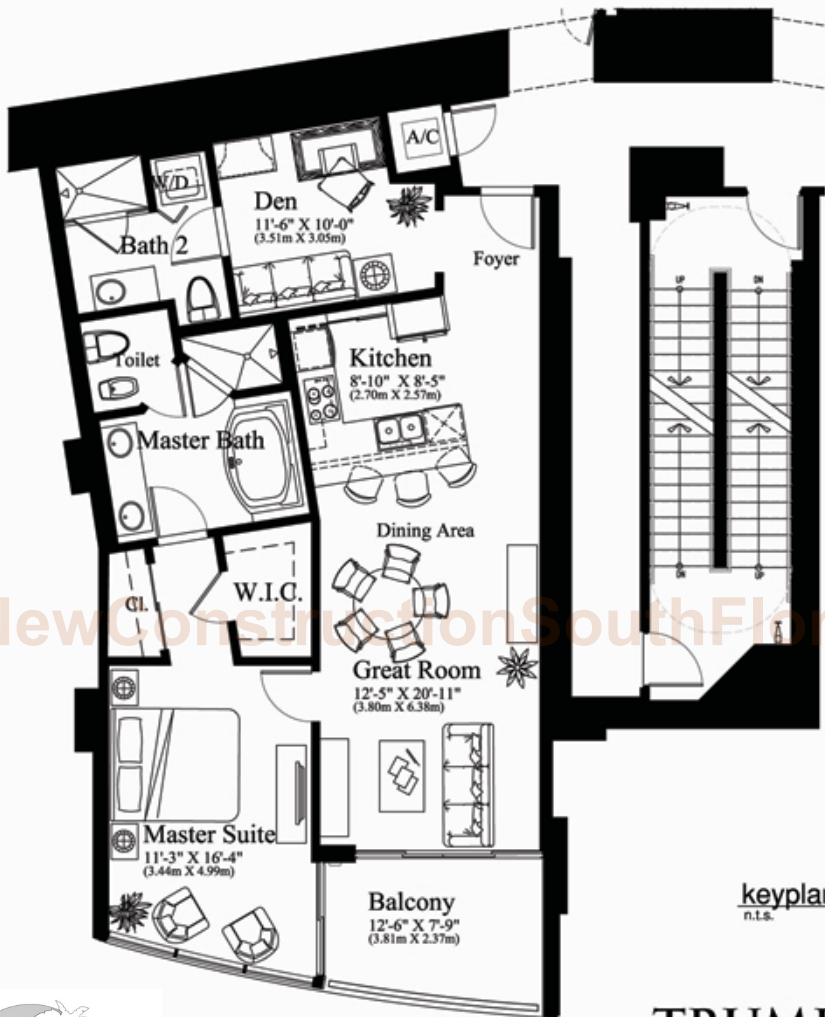 A/C
W/D
Den
11'-6" X 10'-0"
(3.51m X 3.05m)
Bath 2
Foyer
UP
DN
Toilet
Kitchen
8'-10" X 8'-5"
(2.70m X 2.57m)
Master Bath
Dining Area
DN
UP
Cl.
W.I.C.
NewConstructionSouthFlor
Great Room
12'-5" X 20'-11"
(3.80m X 6.38m)
Master Suite
11'-3" X 16'-4"
(3.44m X 4.99m)
Balcony
12'-6" X 7'-9"
(3.81m X 2.37m)
keyplan
n.t.s.
TRUMP